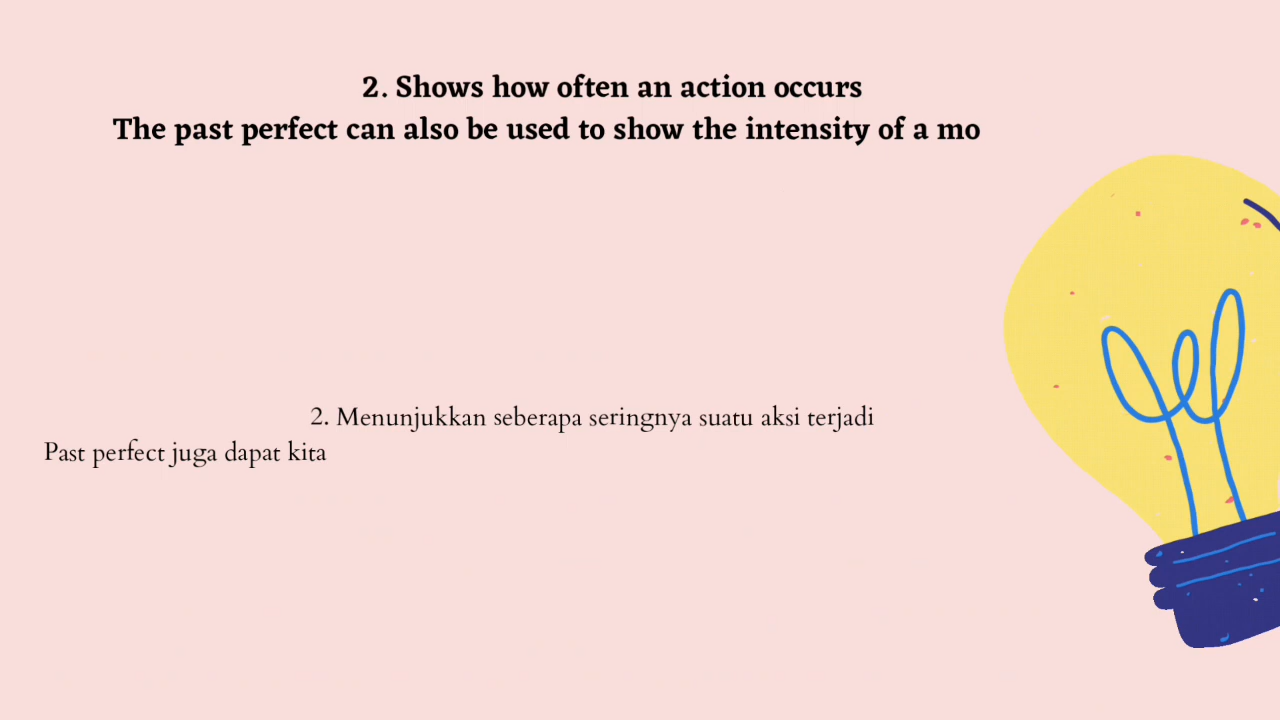 2. Shows how often an action occurs
The past perfect can also be used to show the intensity of a mo
2. Menunjukkan seberapa seringnya suatu aksi terjadi
Past perfect juga dapat kita